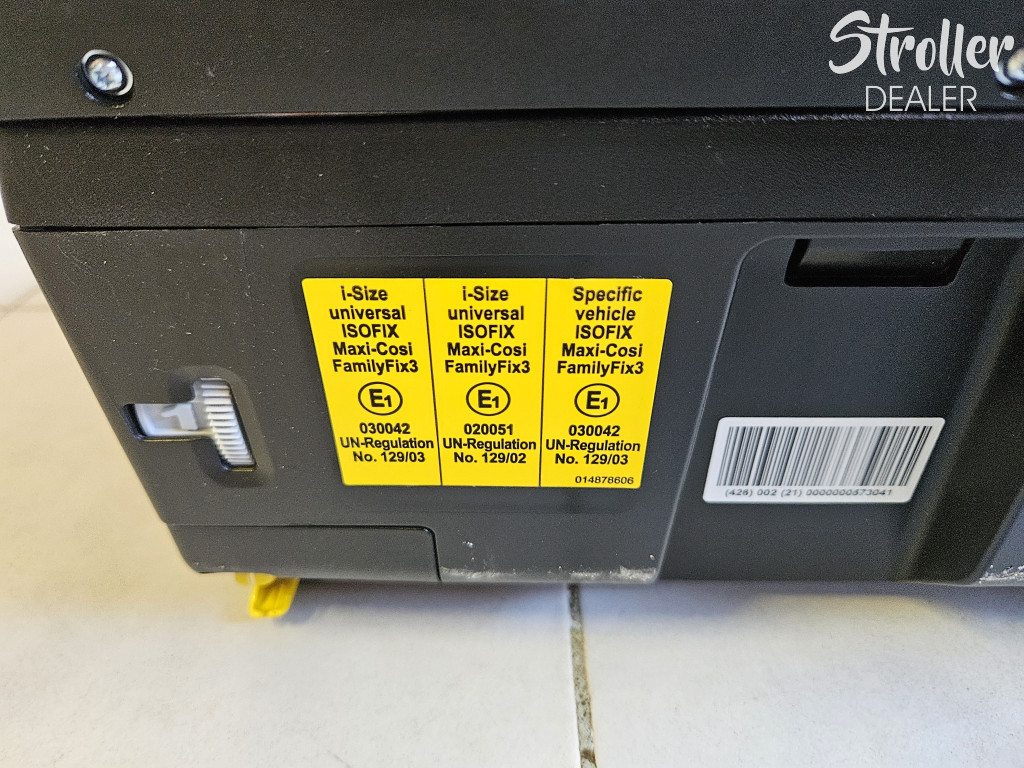 Stroller
DEALER
i-Size
universal
ISOFIX
Maxi-Cosi
FamilyFix3
E1
030042
UN-Regulation
No. 129/03
i-Size
universal
ISOFIX
Maxi-Cosi
FamilyFix3
E1
020051
UN-Regulation
No. 129/02
Specific
vehicle
ISOFIX
Maxi-Cosi
FamilyFix3
E1
030042
UN-Regulation
No. 129/03
014878606
(426) 002 (21) 0000000573041